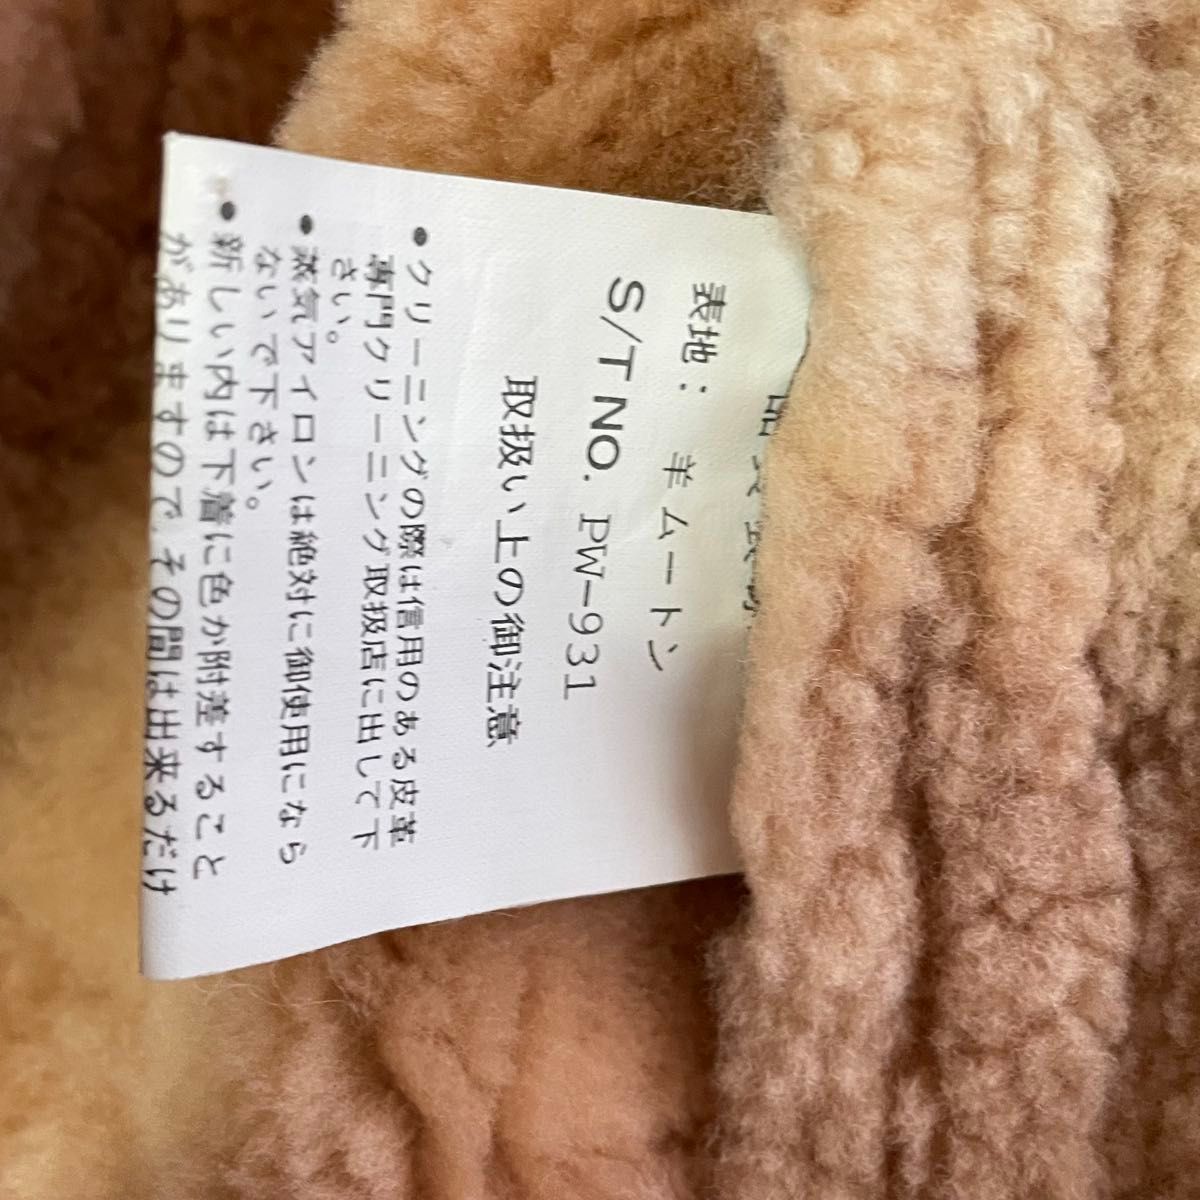 表地： 羊ムートン
S/T NO. PW-931
取扱い上の御注意
●クリーニングの際は信用のある皮革
専門クリーニング取扱店に出して下
さい。
●蒸気アイロンは絶対に御使用になら
ないで下さい。
●新しい内は下着に色が附差すること
がありますので その間は出来るだけ